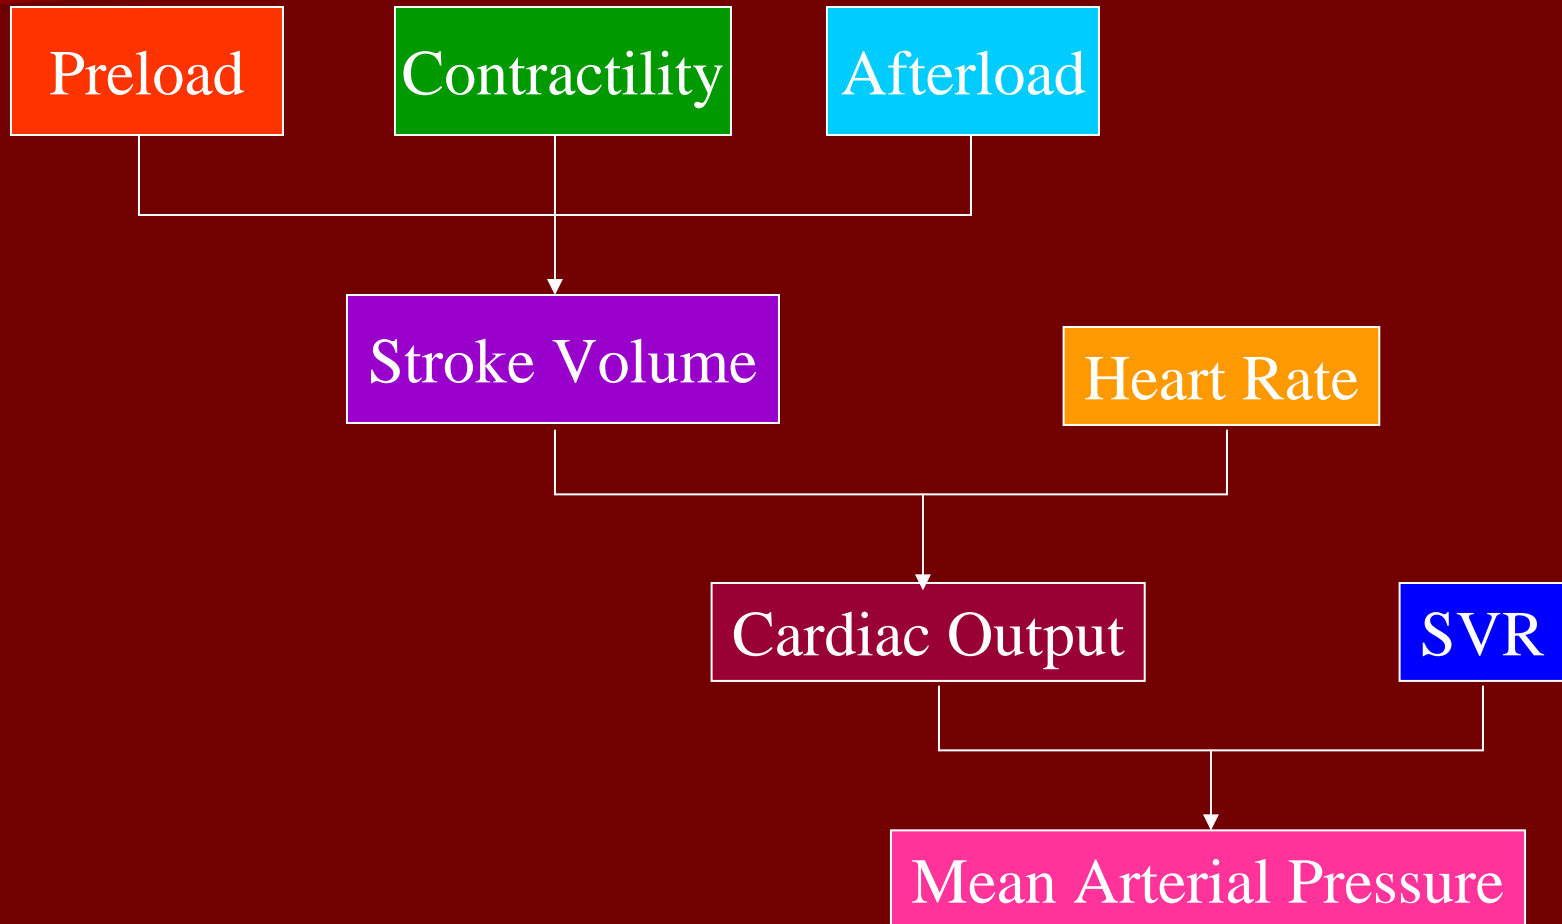 Preload
Contractility
Afterload
Stroke Volume
Heart Rate
Cardiac Output
SVR
Mean Arterial Pressure